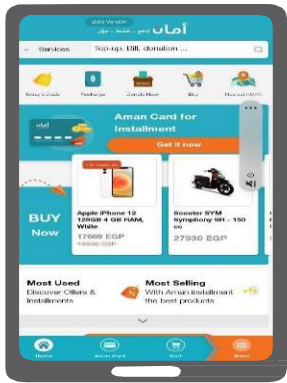 Beta Version
أمان
Services
Top-up, Bill, donation ...
Recharge
Donate Now
Buy
أمان
Aman Card for
Installment
Get it now
BUY
Now
Apple iPhone 12
128GB 4 GB RAM,
White
17669 EGP
Scooter SYM
Symphony SR - 150
cc
27930 EGP
Most Used
Discover Offers &
Installments
Most Selling
With Aman installment
the best products
Home
Aman Card
Cart
Menu